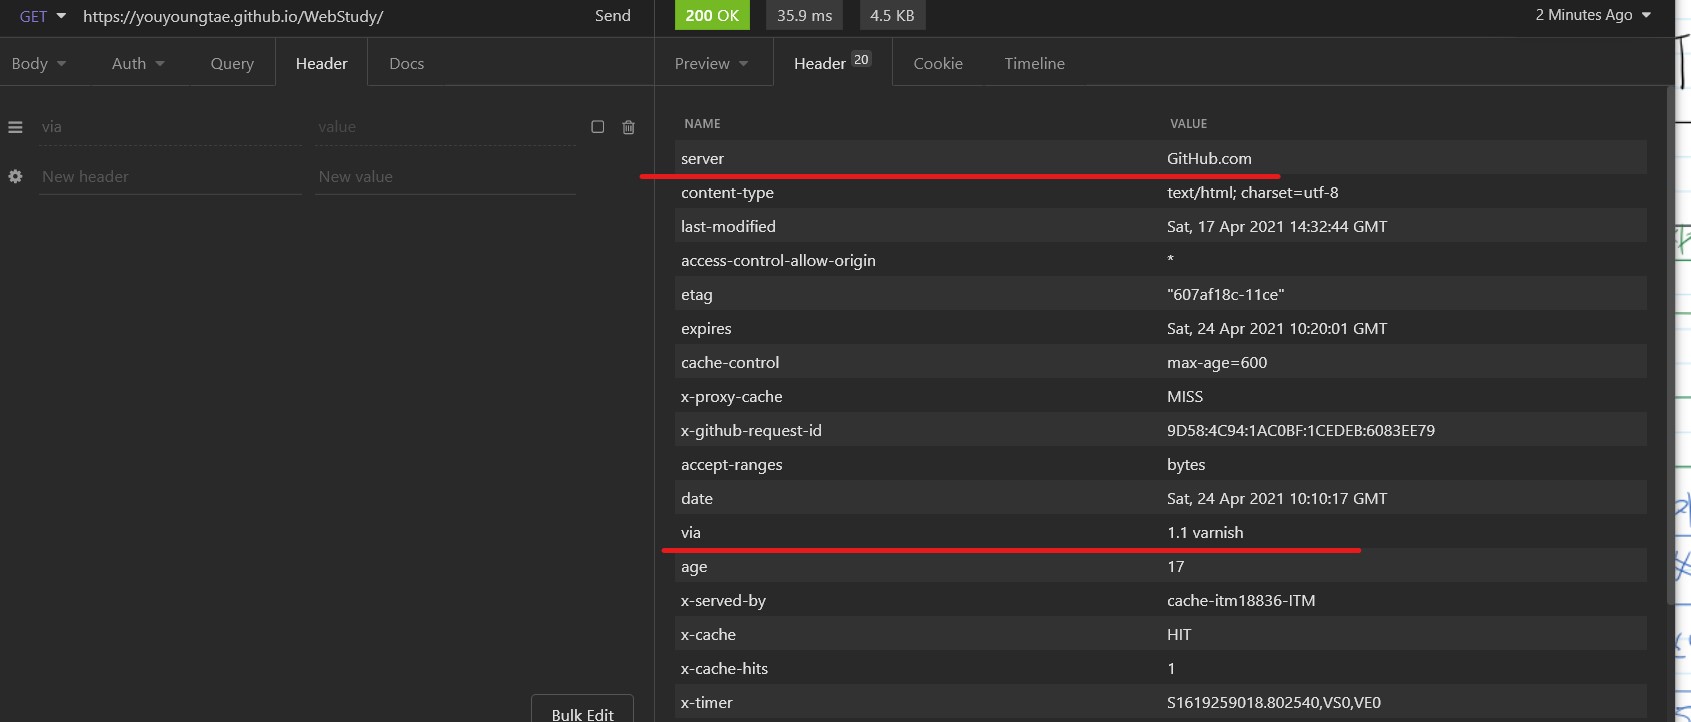 GET https://youyoungtae.github.io/WebStudy/ Send 200 OK 35.9 ms 4.5 KB 2 Minutes Ago
Body Auth Query Header Docs Preview Header 20 Cookie Timeline
via value
New header New value
Bulk Edit
NAME VALUE
server GitHub.com
content-type text/html; charset=utf-8
last-modified Sat, 17 Apr 2021 14:32:44 GMT
access-control-allow-origin *
etag "607af18c-11ce"
expires Sat, 24 Apr 2021 10:20:01 GMT
cache-control max-age=600
x-proxy-cache MISS
x-github-request-id 9D58:4C94:1AC0BF:1CEDEB:6083EE79
accept-ranges bytes
date Sat, 24 Apr 2021 10:10:17 GMT
via 1.1 varnish
age 17
x-served-by cache-itm18836-ITM
x-cache HIT
x-cache-hits 1
x-timer S1619259018.802540,VS0,VE0